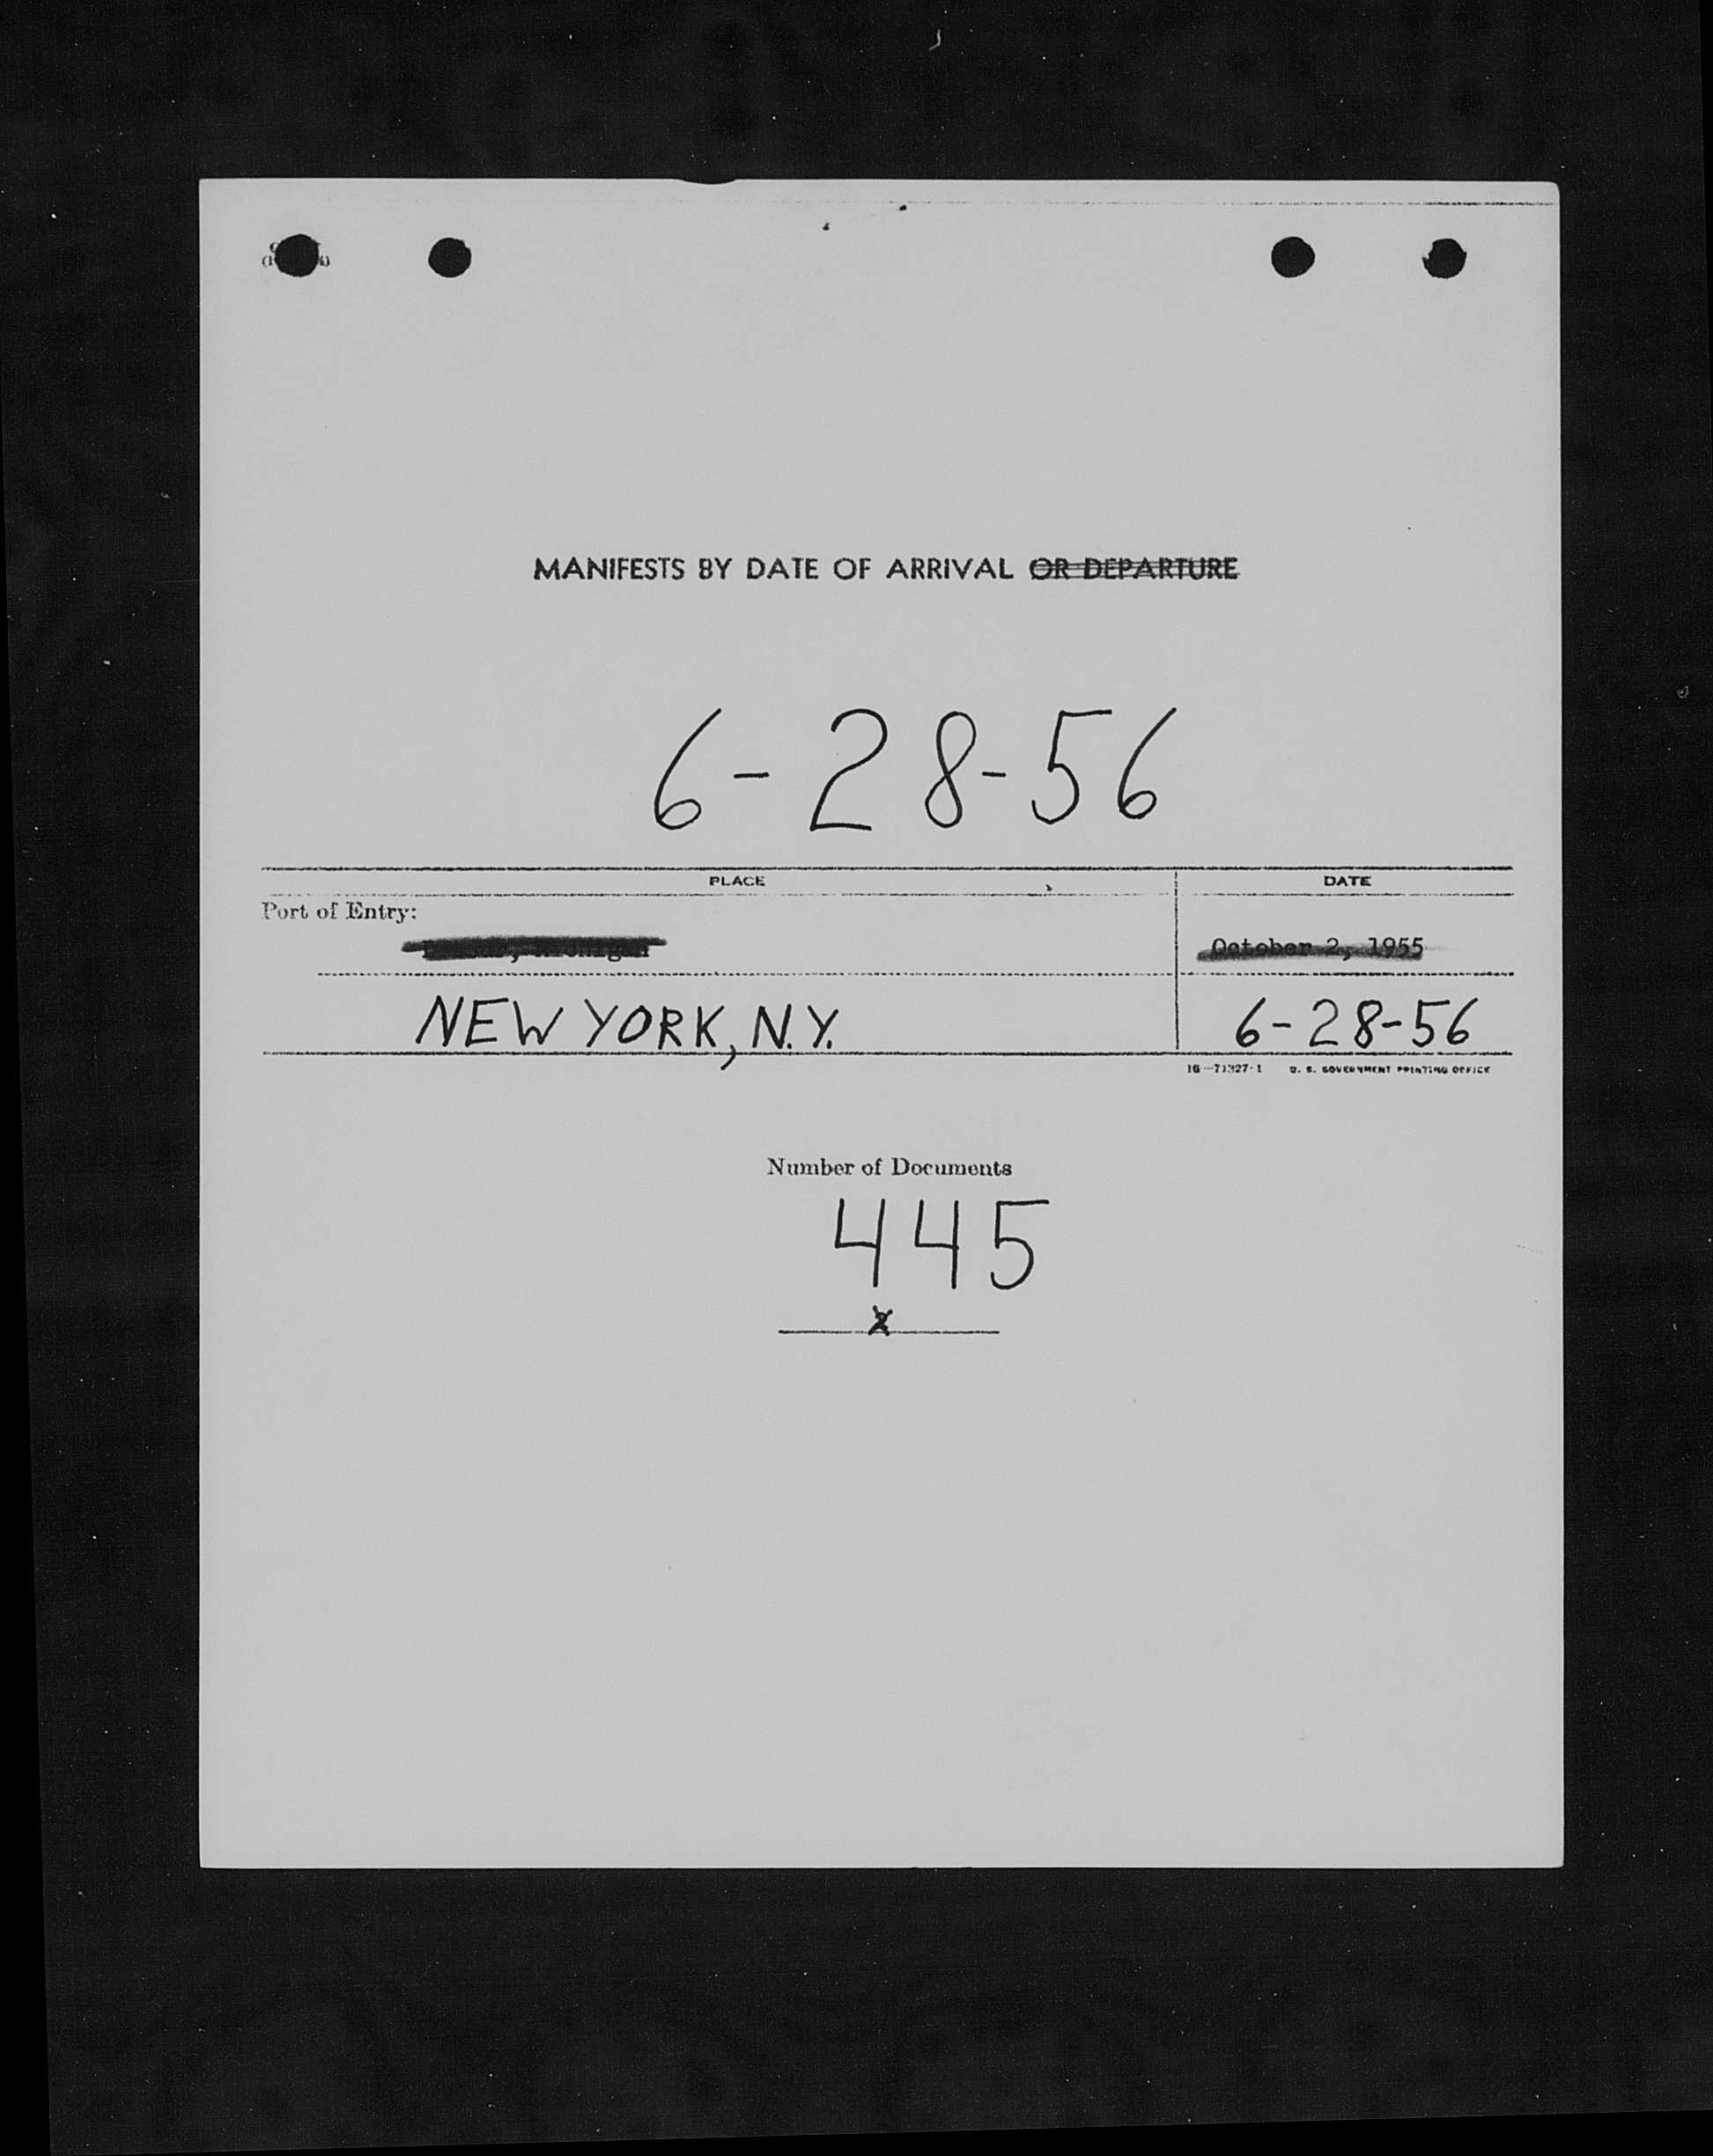 MANIFESTS BY DATE OF ARRIVAL OR DEPARTURE
6-28-56
PLACE DATE
Port of Entry:
October 2, 1955
NEW YORK, N.Y. 6-28-56
U. S. GOVERNMENT PRINTING OFFICE
Number of Documents
445